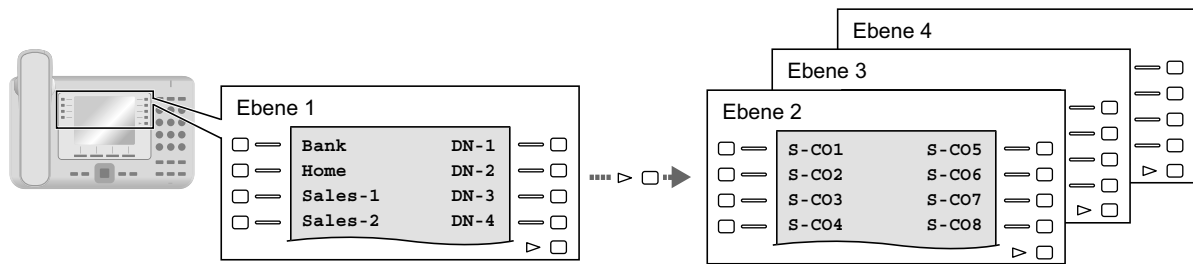 Ebene 4
Ebene 3
Ebene 1
Ebene 2
Bank DN-1
Home DN-2
Sales-1 DN-3
Sales-2 DN-4
S-CO1 S-CO5
S-CO2 S-CO6
S-CO3 S-CO7
S-CO4 S-CO8